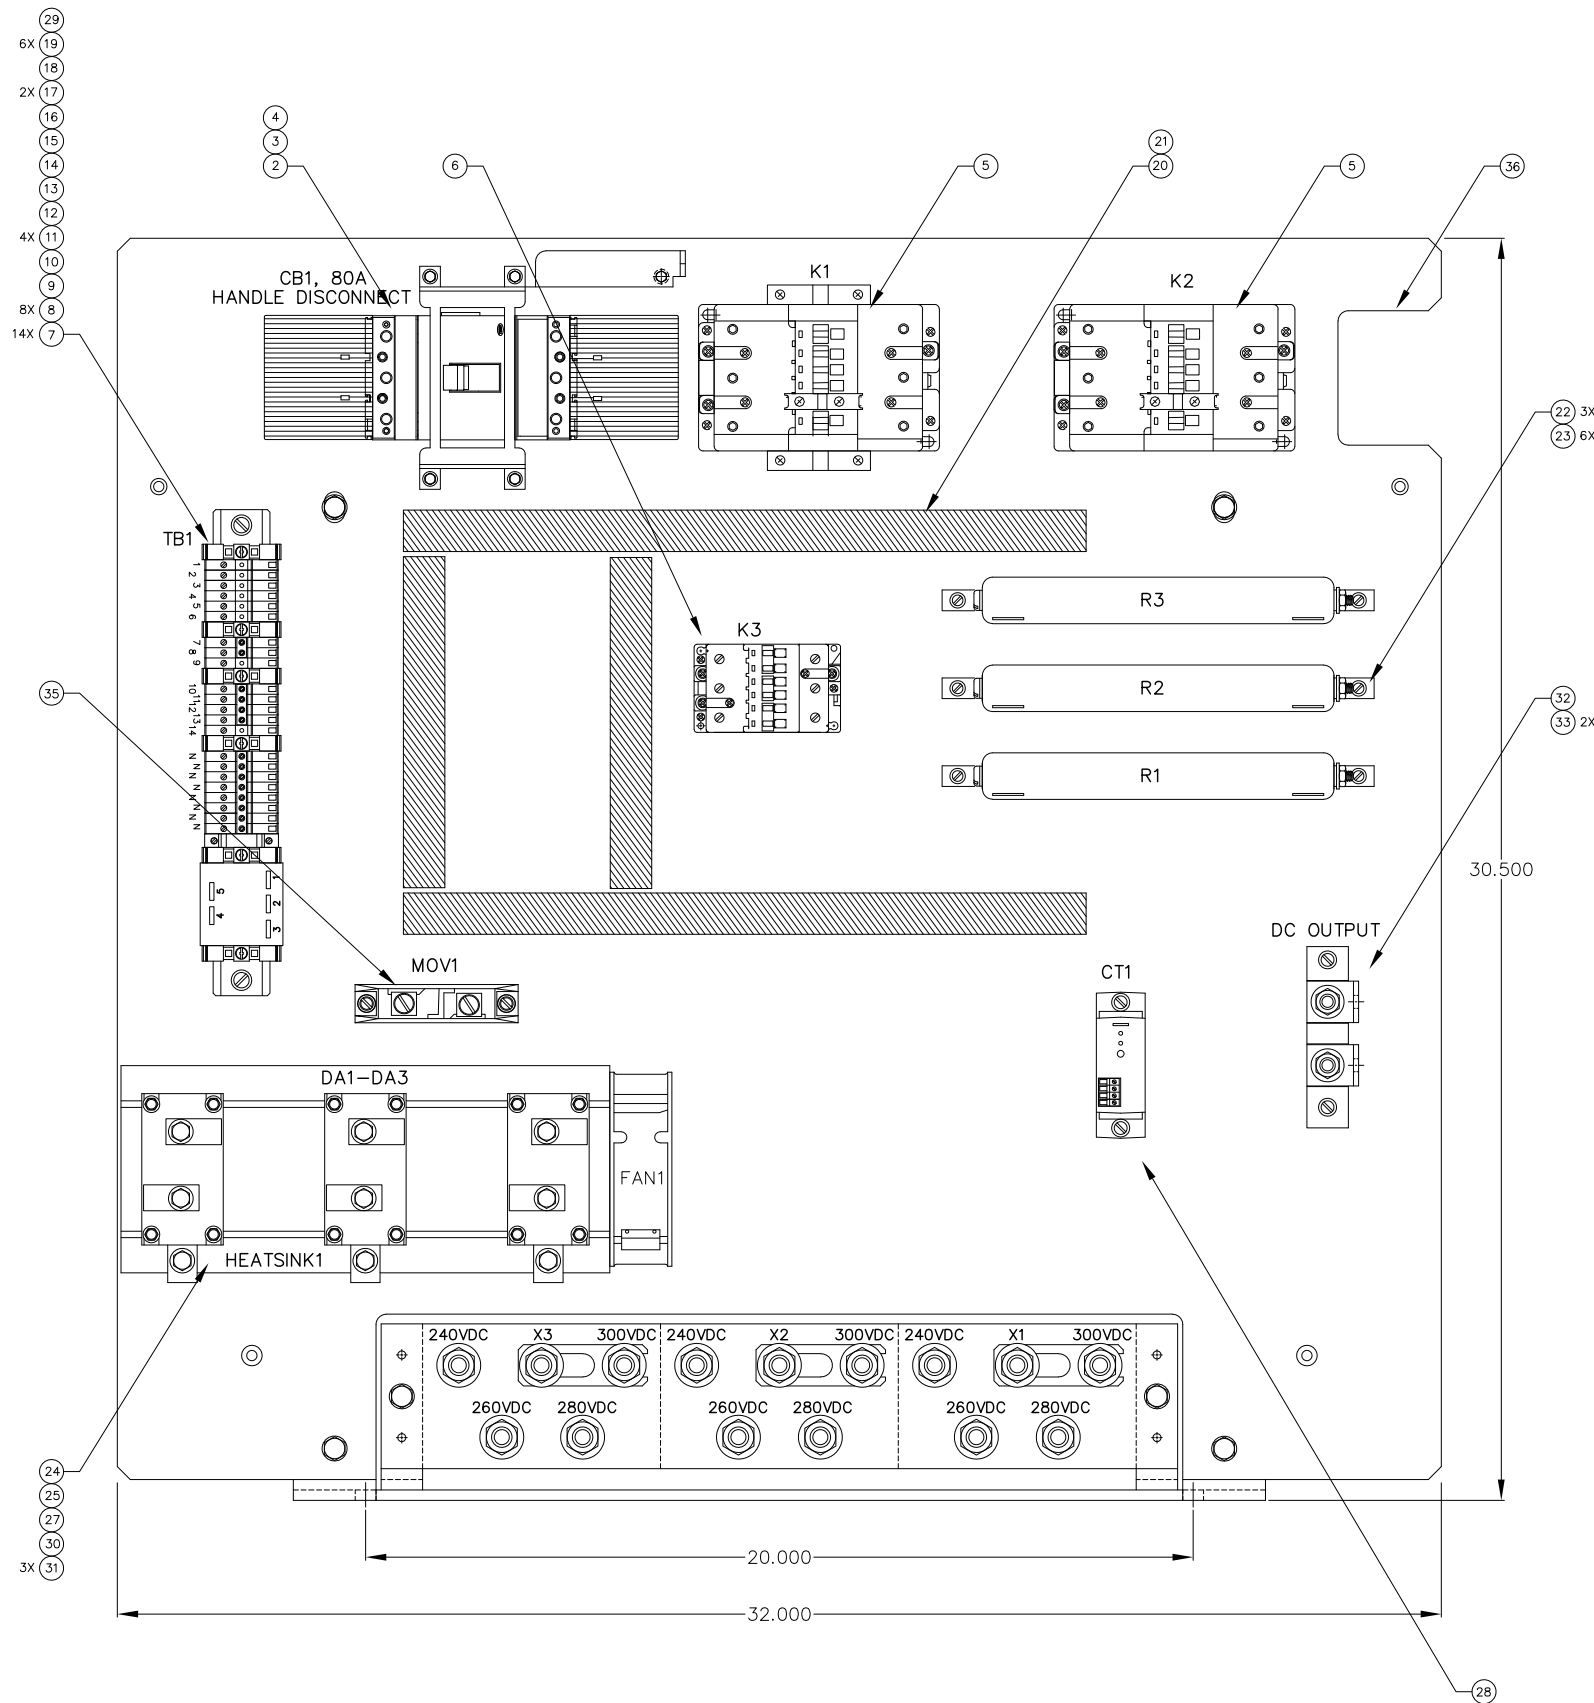 29
6X 19
18
2X 17
16
15
14
13
12
4X 11
10
9
8X 8
14X 7
4
3
2
6
5
21
20
5
36
CB1, 80A
HANDLE DISCONNECT
K1
K2
22 3X
23 6X
TB1
1
2
3
4
5
6
7
8
9
10
11
12
13
14
N
N
N
N
N
N
N
N
5
4
1
2
3
K3
R3
R2
R1
35
32
33 2X
30.500
DC OUTPUT
MOV1
CT1
DA1-DA3
FAN1
HEATSINK1
240VDC X3 300VDC 240VDC X2 300VDC 240VDC X1 300VDC
260VDC 280VDC 260VDC 280VDC 260VDC 280VDC
24
25
27
30
3X 31
20.000
32.000
28